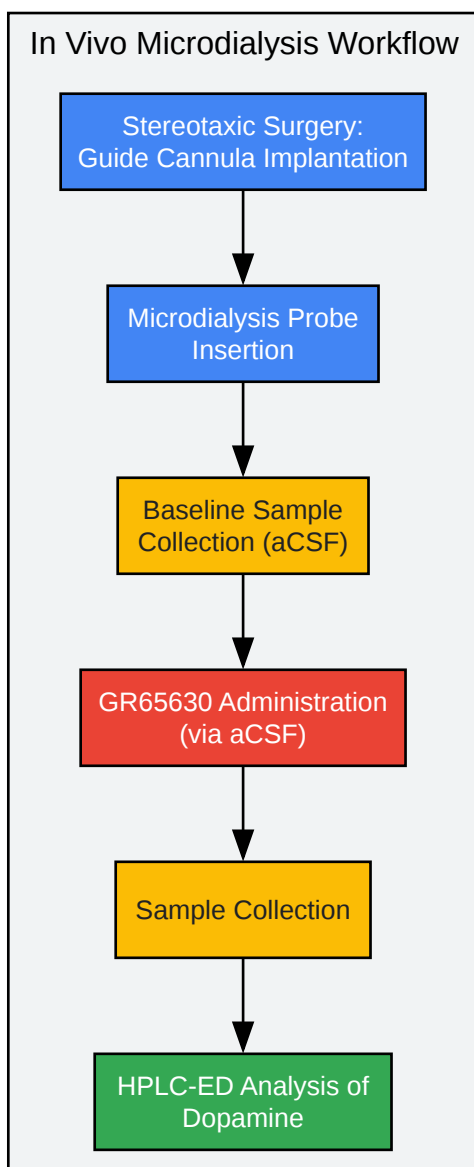 In Vivo Microdialysis Workflow
Stereotaxic Surgery:
Guide Cannula Implantation
Microdialysis Probe
Insertion
Baseline Sample
Collection (aCSF)
GR65630 Administration
(via aCSF)
Sample Collection
HPLC-ED Analysis of
Dopamine